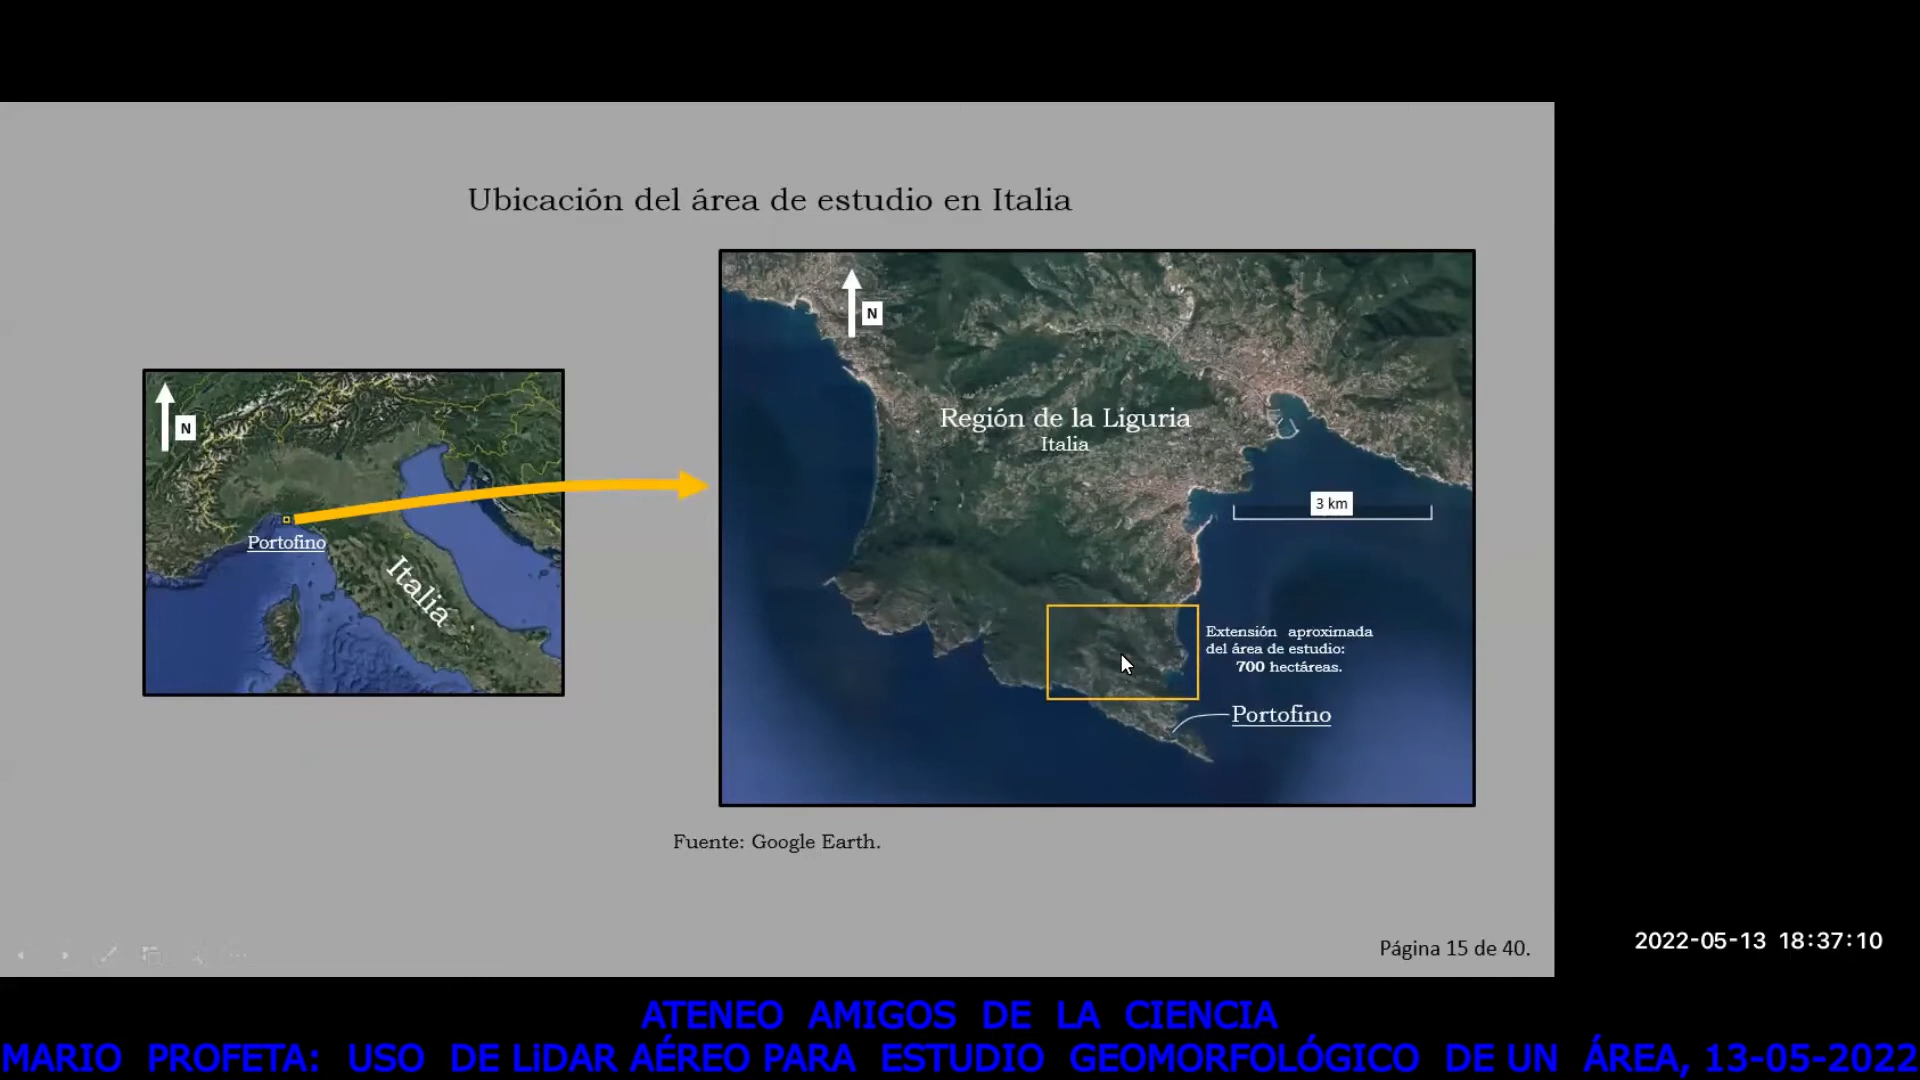 Ubicación del área de estudio en Italia
N
Portofino
Italia
N
Región de la Liguria
Italia
3 km
Extensión aproximada
del área de estudio:
700 hectáreas.
Portofino
Fuente: Google Earth.
Página 15 de 40.
2022-05-13 18:37:10
ATENEO AMIGOS DE LA CIENCIA
MARIO PROFETA: USO DE LiDAR AÉREO PARA ESTUDIO GEOMORFOLÓGICO DE UN ÁREA, 13-05-2022